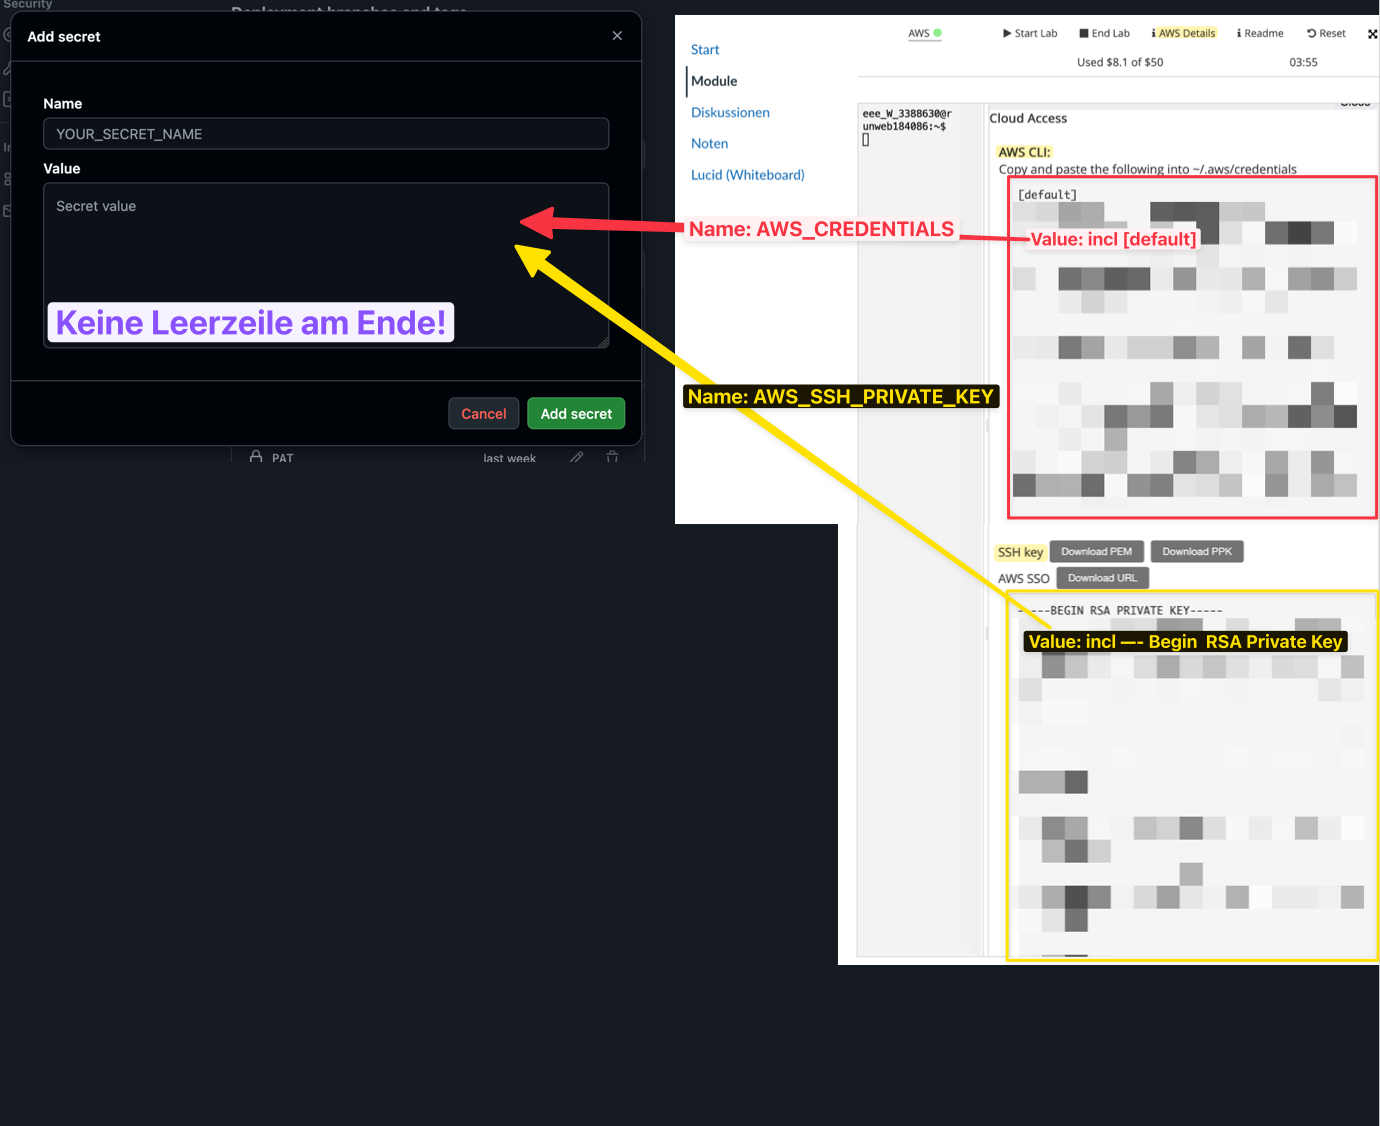 Security
Deployment branches and tags
Add secret
Name
YOUR_SECRET_NAME
Value
Secret value
Keine Leerzeile am Ende!
Cancel
Add secret
PAT
last week
Start
Module
Diskussionen
Noten
Lucid (Whiteboard)
AWS
Start Lab
End Lab
AWS Details
Readme
Reset
Used $8.1 of $50
03:55
eee_W_3388630@r
unweb184086:~$
Close
Cloud Access
AWS CLI:
Copy and paste the following into ~/.aws/credentials
[default]
Name: AWS_CREDENTIALS
Value: incl [default]
Name: AWS_SSH_PRIVATE_KEY
SSH key
Download PEM
Download PPK
AWS SSO
Download URL
-----BEGIN RSA PRIVATE KEY-----
Value: incl —- Begin RSA Private Key